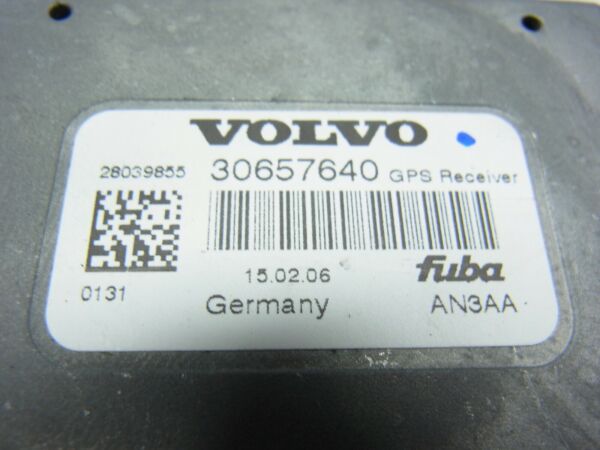 VOLVO
28039855 30657640 GPS Receiver
15.02.06 fuba
0131 Germany AN3AA